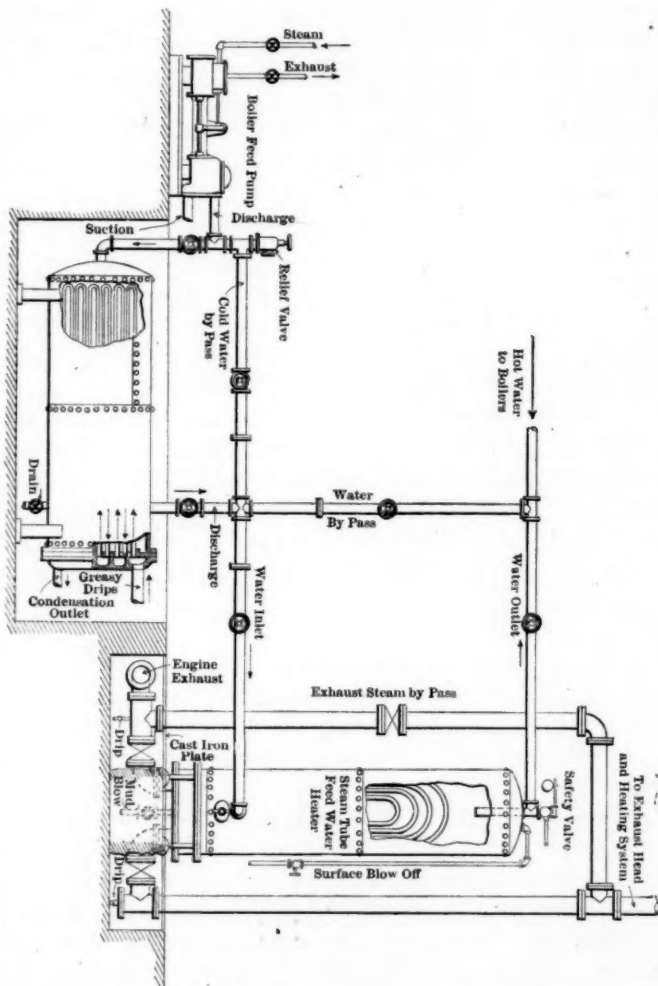 Steam
Exhaust
Boiler Feed Pump
Suction
Discharge
Relief Valve
Cold Water
by Pass
Hot Water
to Boilers
Drain
Water
By Pass
Discharge
Greasy
Drips
Condensation
Outlet
Water Inlet
Water Outlet
Engine
Exhaust
Exhaust Steam by Pass
Drip
Cast Iron
Plate
Mud
Blow
Steam Tube
Feed Water
Heater
Safety Valve
To Exhaust Head
and Heating System
Drip
Surface Blow Off